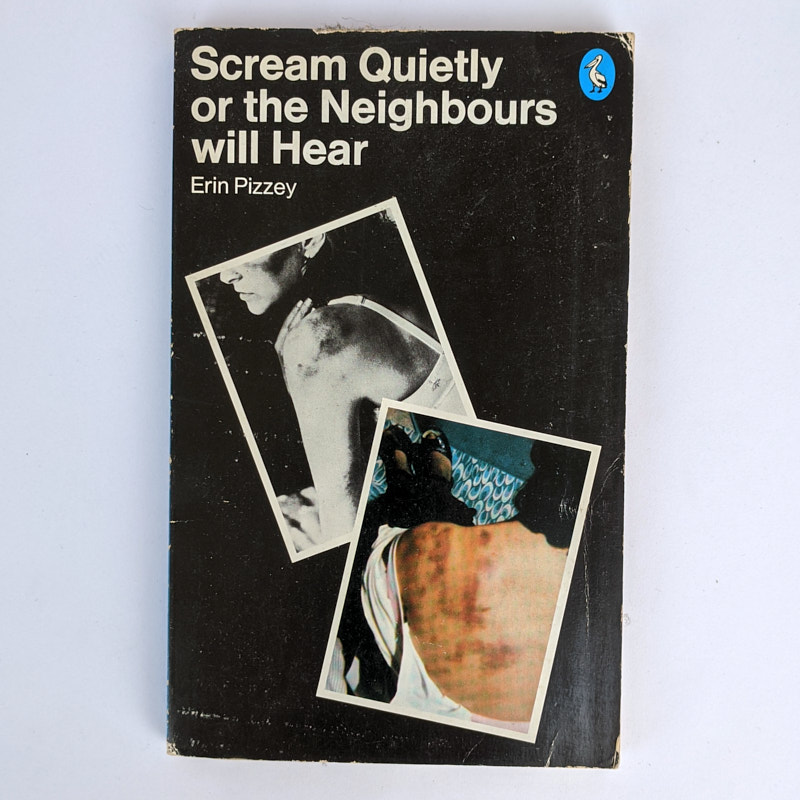 Scream Quietly
or the Neighbours
will Hear
Erin Pizzey